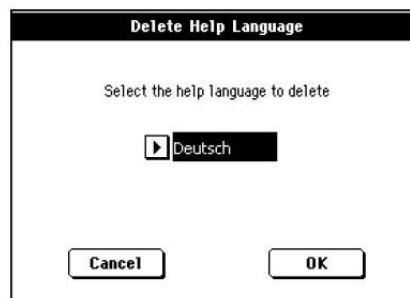 Delete Help Language
Select the help language to delete
Deutsch
Cancel
OK